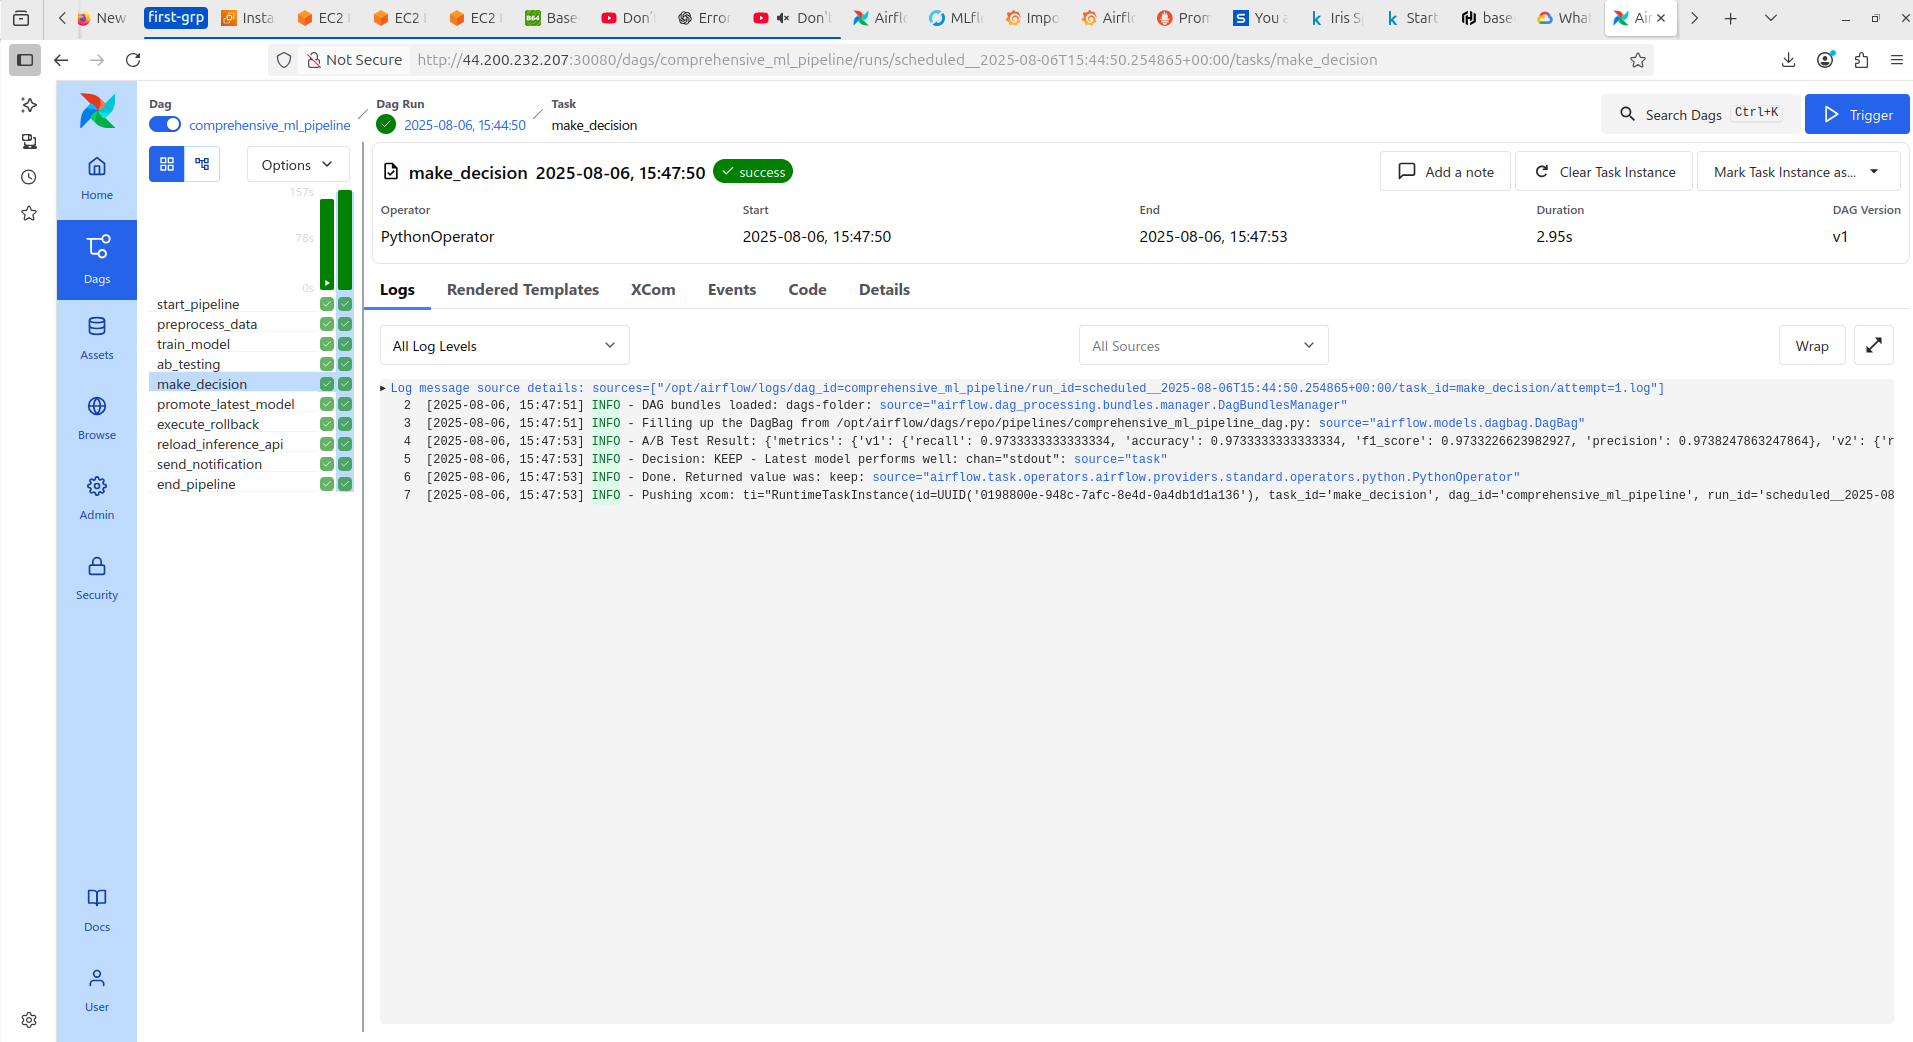 New
first-grp
Insta
EC2
EC2
EC2
B64 Base
Don'
Erro
Don't
Airfl
MLfl
Impo
Airflo
Prom
S You a
k Iris S
k Start
base
What
Air
Not Secure
http://44.200.232.207:30080/dags/comprehensive_ml_pipeline/runs/scheduled__2025-08-06T15:44:50.254865+00:00/tasks/make_decision
Dag
comprehensive_ml_pipeline
Dag Run
2025-08-06, 15:44:50
Task
make_decision
Search Dags Ctrl+K
Trigger
Home
Dags
Assets
Browse
Admin
Security
Docs
User
Options
157s
78s
0s
start_pipeline
preprocess_data
train_model
ab_testing
make_decision
promote_latest_model
execute_rollback
reload_inference_api
send_notification
end_pipeline
make_decision 2025-08-06, 15:47:50 success
Add a note
Clear Task Instance
Mark Task Instance as...
Operator Start End Duration DAG Version
PythonOperator 2025-08-06, 15:47:50 2025-08-06, 15:47:53 2.95s v1
Logs Rendered Templates XCom Events Code Details
All Log Levels
All Sources
Wrap
Log message source details: sources=["/opt/airflow/logs/dag_id=comprehensive_ml_pipeline/run_id=scheduled__2025-08-06T15:44:50.254865+00:00/task_id=make_decision/attempt=1.log"]
2 [2025-08-06, 15:47:51] INFO - DAG bundles loaded: dags-folder: source="airflow.dag_processing.bundles.manager.DagBundlesManager"
3 [2025-08-06, 15:47:51] INFO - Filling up the DagBag from /opt/airflow/dags/repo/pipelines/comprehensive_ml_pipeline_dag.py: source="airflow.models.dagbag.DagBag"
4 [2025-08-06, 15:47:53] INFO - A/B Test Result: {'metrics': {'v1': {'recall': 0.9733333333333334, 'accuracy': 0.9733333333333334, 'f1_score': 0.9733226623982927, 'precision': 0.9738247863247864}, 'v2': {'r
5 [2025-08-06, 15:47:53] INFO - Decision: KEEP - Latest model performs well: chan="stdout": source="task"
6 [2025-08-06, 15:47:53] INFO - Done. Returned value was: keep: source="airflow.task.operators.airflow.providers.standard.operators.python.PythonOperator"
7 [2025-08-06, 15:47:53] INFO - Pushing xcom: ti="RuntimeTaskInstance(id=UUID('0198800e-948c-7afc-8e4d-0a4db1d1a136'), task_id='make_decision', dag_id='comprehensive_ml_pipeline', run_id='scheduled__2025-08